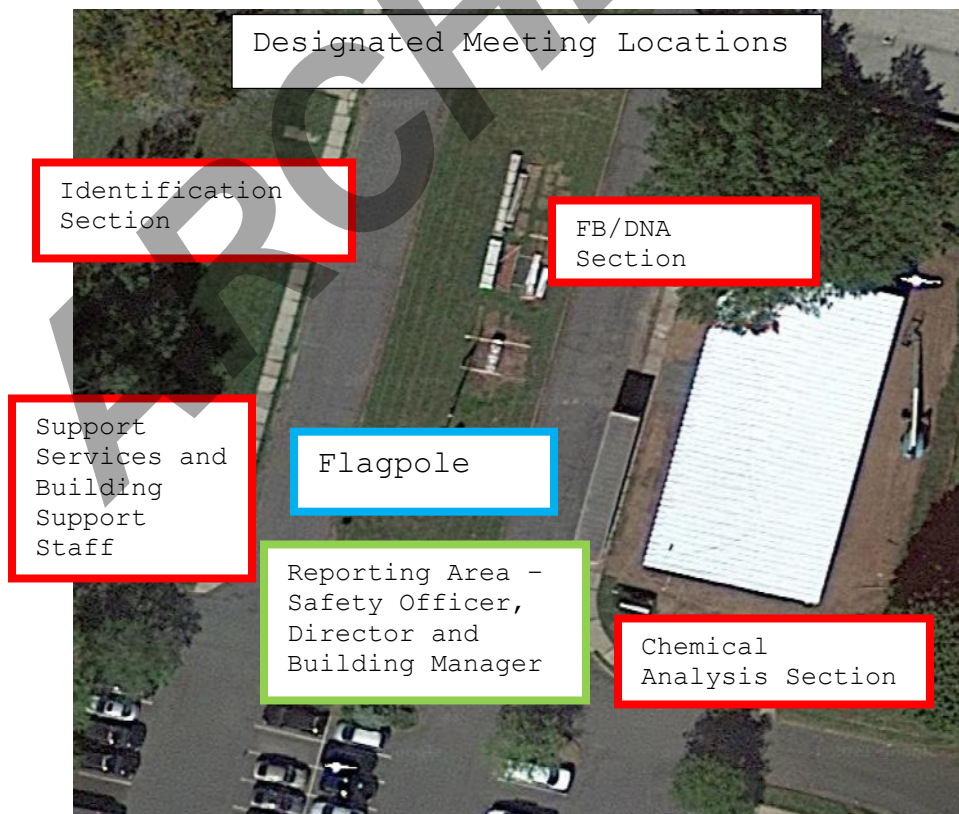 Designated Meeting Locations
Identification
Section
FB/DNA
Section
Support
Services and
Building
Support
Staff
Flagpole
Reporting Area –
Safety Officer,
Director and
Building Manager
Chemical
Analysis Section